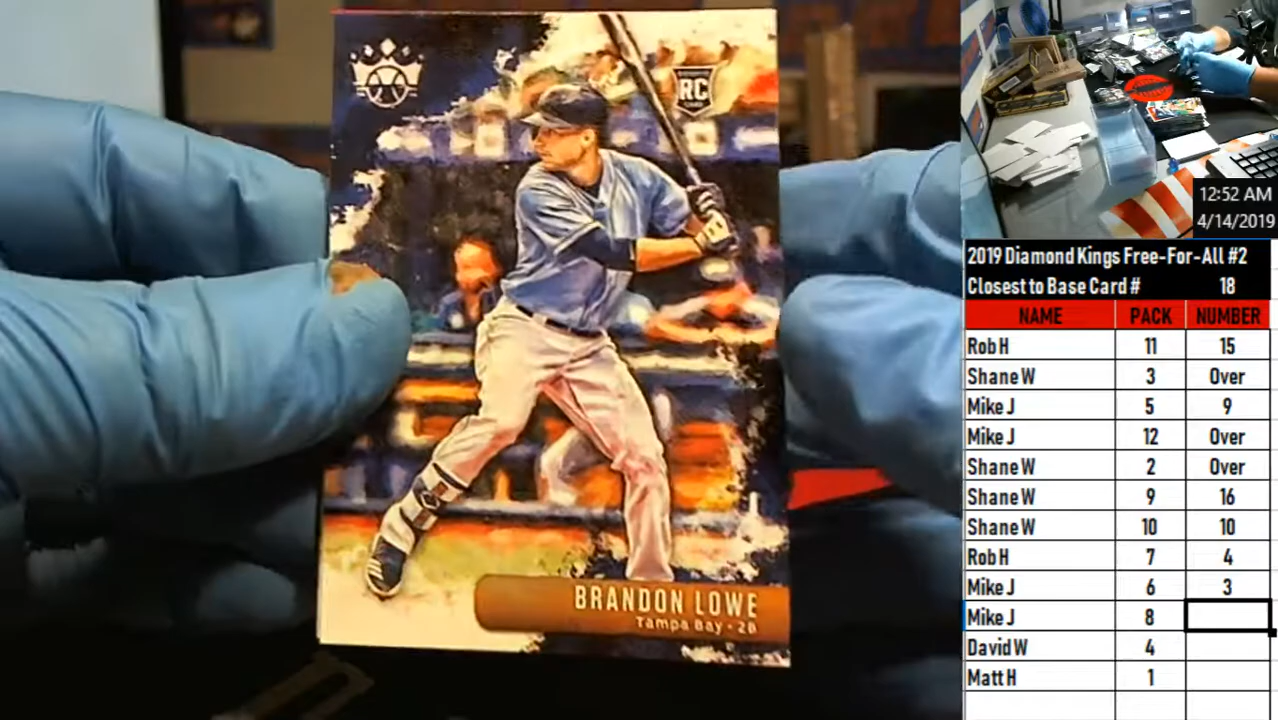 RC
BRANDON LOWE
Tampa Bay • 2B
12:52 AM
4/14/2019
2019 Diamond Kings Free-For-All #2
Closest to Base Card # 18
NAME PACK NUMBER
Rob H 11 15
Shane W 3 Over
Mike J 5 9
Mike J 12 Over
Shane W 2 Over
Shane W 9 16
Shane W 10 10
Rob H 7 4
Mike J 6 3
Mike J 8
David W 4
Matt H 1